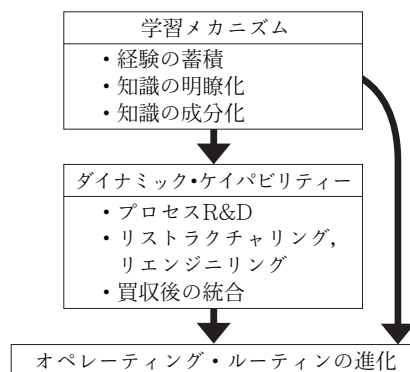 学習メカニズム
・経験の蓄積
・知識の明瞭化
・知識の成分化
ダイナミック・ケイパビリティー
・プロセスR&D
・リストラクチャリング,
リエンジニリング
・買収後の統合
オペレーティング・ルーティンの進化